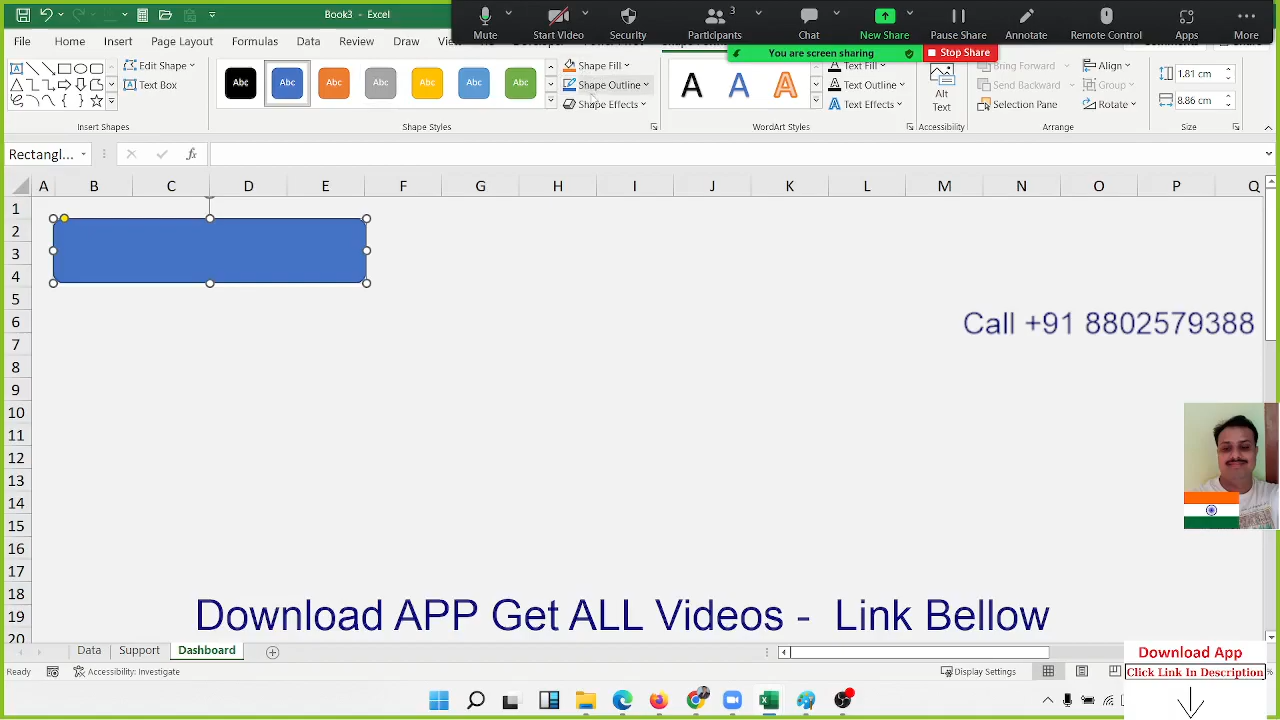 Book3 - Excel
Mute
Start Video
Security
3
Participants
Chat
New Share
Pause Share
Annotate
Remote Control
Apps
More
You are screen sharing
Stop Share
File
Home
Insert
Page Layout
Formulas
Data
Review
View
Draw
Shape
Text Box
Insert Shapes
Abc
Abc
Abc
Abc
Abc
Abc
Abc
Shape Fill
Shape Outline
Shape Effects
Shape Styles
A
A
A
Text Fill
Text Outline
Text Effects
WordArt Styles
Alt
Text
Accessibility
Bring Forward
Send Backward
Selection Pane
Align
Group
Rotate
Arrange
1.81 cm
8.86 cm
Size
Rectangl...
fx
A B C D E F G H I J K L M N O P Q
1
2
3
4
5
6
7
8
9
10
11
12
13
14
15
16
17
18
19
20
Call +91 8802579388
Download APP Get ALL Videos - Link Bellow
Data
Support
Dashboard
Ready
Accessibility: Investigate
Display Settings
Download App
Click Link In Description